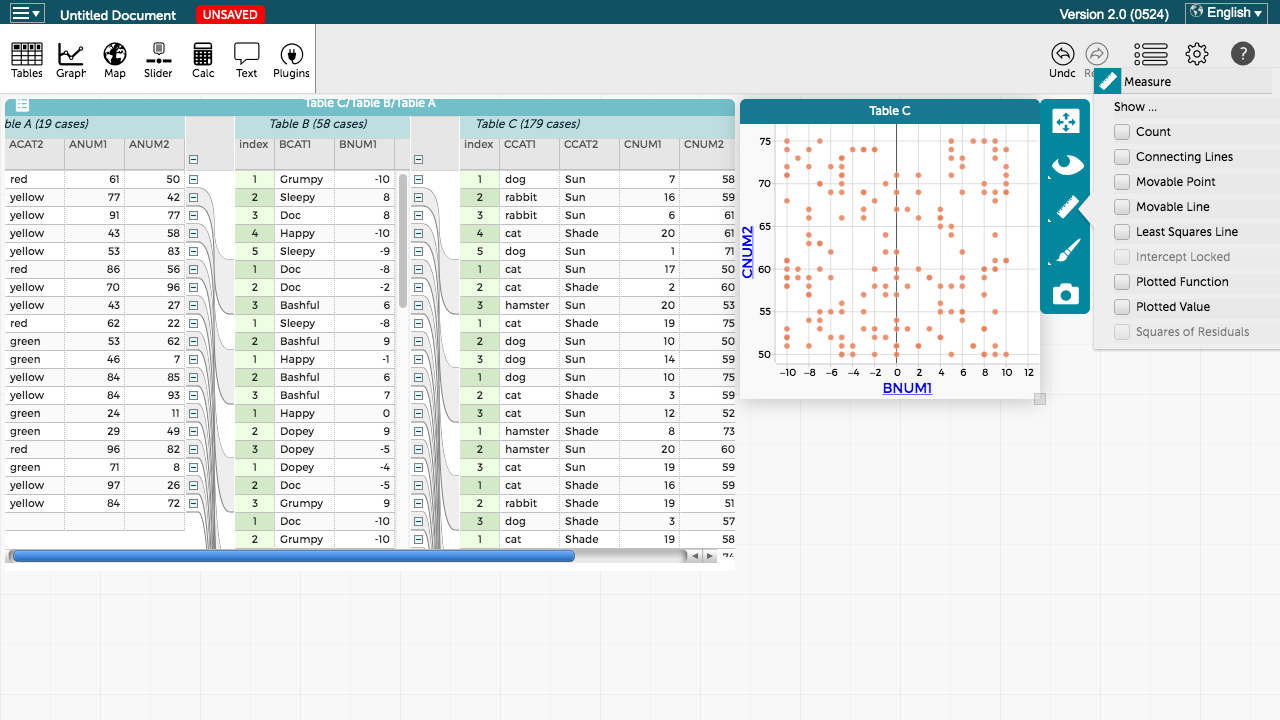 Untitled Document UNSAVED Version 2.0 (0524) English
Tables Graph Map Slider Calc Text Plugins Undo
Measure
Show ...
Count
Connecting Lines
Movable Point
Movable Line
Least Squares Line
Intercept Locked
Plotted Function
Plotted Value
Squares of Residuals
Table C/Table B/Table A
ble A (19 cases) Table B (58 cases) Table C (179 cases)
ACAT2 ANUM1 ANUM2 index BCAT1 BNUM1 index CCAT1 CCAT2 CNUM1 CNUM2
red 61 50 1 Grumpy -10 1 dog Sun 7 58
yellow 77 42 2 Sleepy 8 2 rabbit Sun 16 59
yellow 91 77 3 Doc 8 3 rabbit Sun 6 61
yellow 43 58 4 Happy -10 4 cat Shade 20 61
yellow 53 83 5 Sleepy -9 5 dog Sun 1 71
red 86 56 1 Doc -8 1 cat Sun 17 50
yellow 70 96 2 Doc -2 2 cat Shade 2 60
yellow 43 27 3 Bashful 6 3 hamster Sun 20 53
red 62 22 1 Sleepy -8 1 cat Shade 19 75
green 53 62 2 Bashful 9 2 dog Sun 10 50
green 46 7 1 Happy -1 3 dog Sun 14 59
yellow 84 85 2 Bashful 6 1 dog Sun 10 75
yellow 84 93 3 Bashful 7 2 cat Shade 3 59
green 24 11 1 Happy 0 3 cat Sun 12 52
green 29 49 2 Dopey 9 1 hamster Shade 8 73
red 96 82 3 Dopey -5 2 hamster Sun 20 60
green 71 8 1 Dopey -4 3 cat Sun 19 59
yellow 97 26 2 Doc -5 1 cat Shade 16 59
yellow 84 72 3 Grumpy 9 2 rabbit Shade 19 51
1 Doc -10 3 dog Shade 3 57
2 Grumpy -10 1 cat Shade 19 58
Table C
CNUM2
75
70
65
60
55
50
−10 −8 −6 −4 −2 0 2 4 6 8 10 12
BNUM1